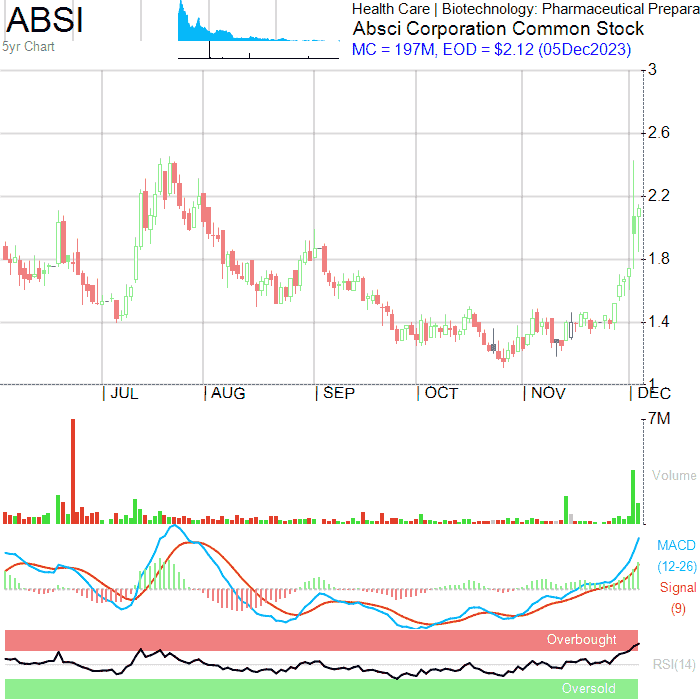 ABSI
5yr Chart
Health Care | Biotechnology: Pharmaceutical Prepara
Absci Corporation Common Stock
MC = 197M, EOD = $2.12 (05Dec2023)
3
2.6
2.2
1.8
1.4
1
| JUL | AUG | SEP | OCT | NOV | DEC
7M
Volume
MACD
(12-26)
Signal
(9)
Overbought
RSI(14)
Oversold